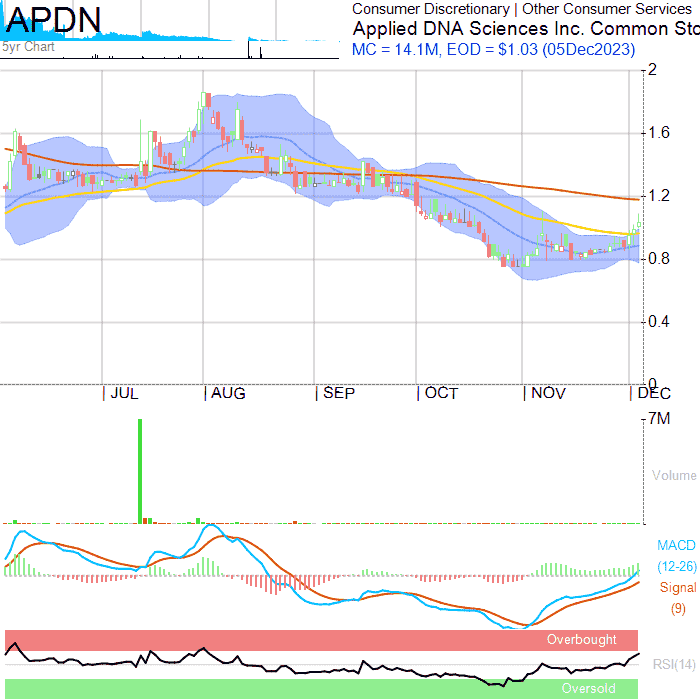 APDN
5yr Chart
Consumer Discretionary | Other Consumer Services
Applied DNA Sciences Inc. Common Sto
MC = 14.1M, EOD = $1.03 (05Dec2023)
2
1.6
1.2
0.8
0.4
0
JUL AUG SEP OCT NOV DEC
7M
Volume
MACD
(12-26)
Signal
(9)
Overbought
RSI(14)
Oversold